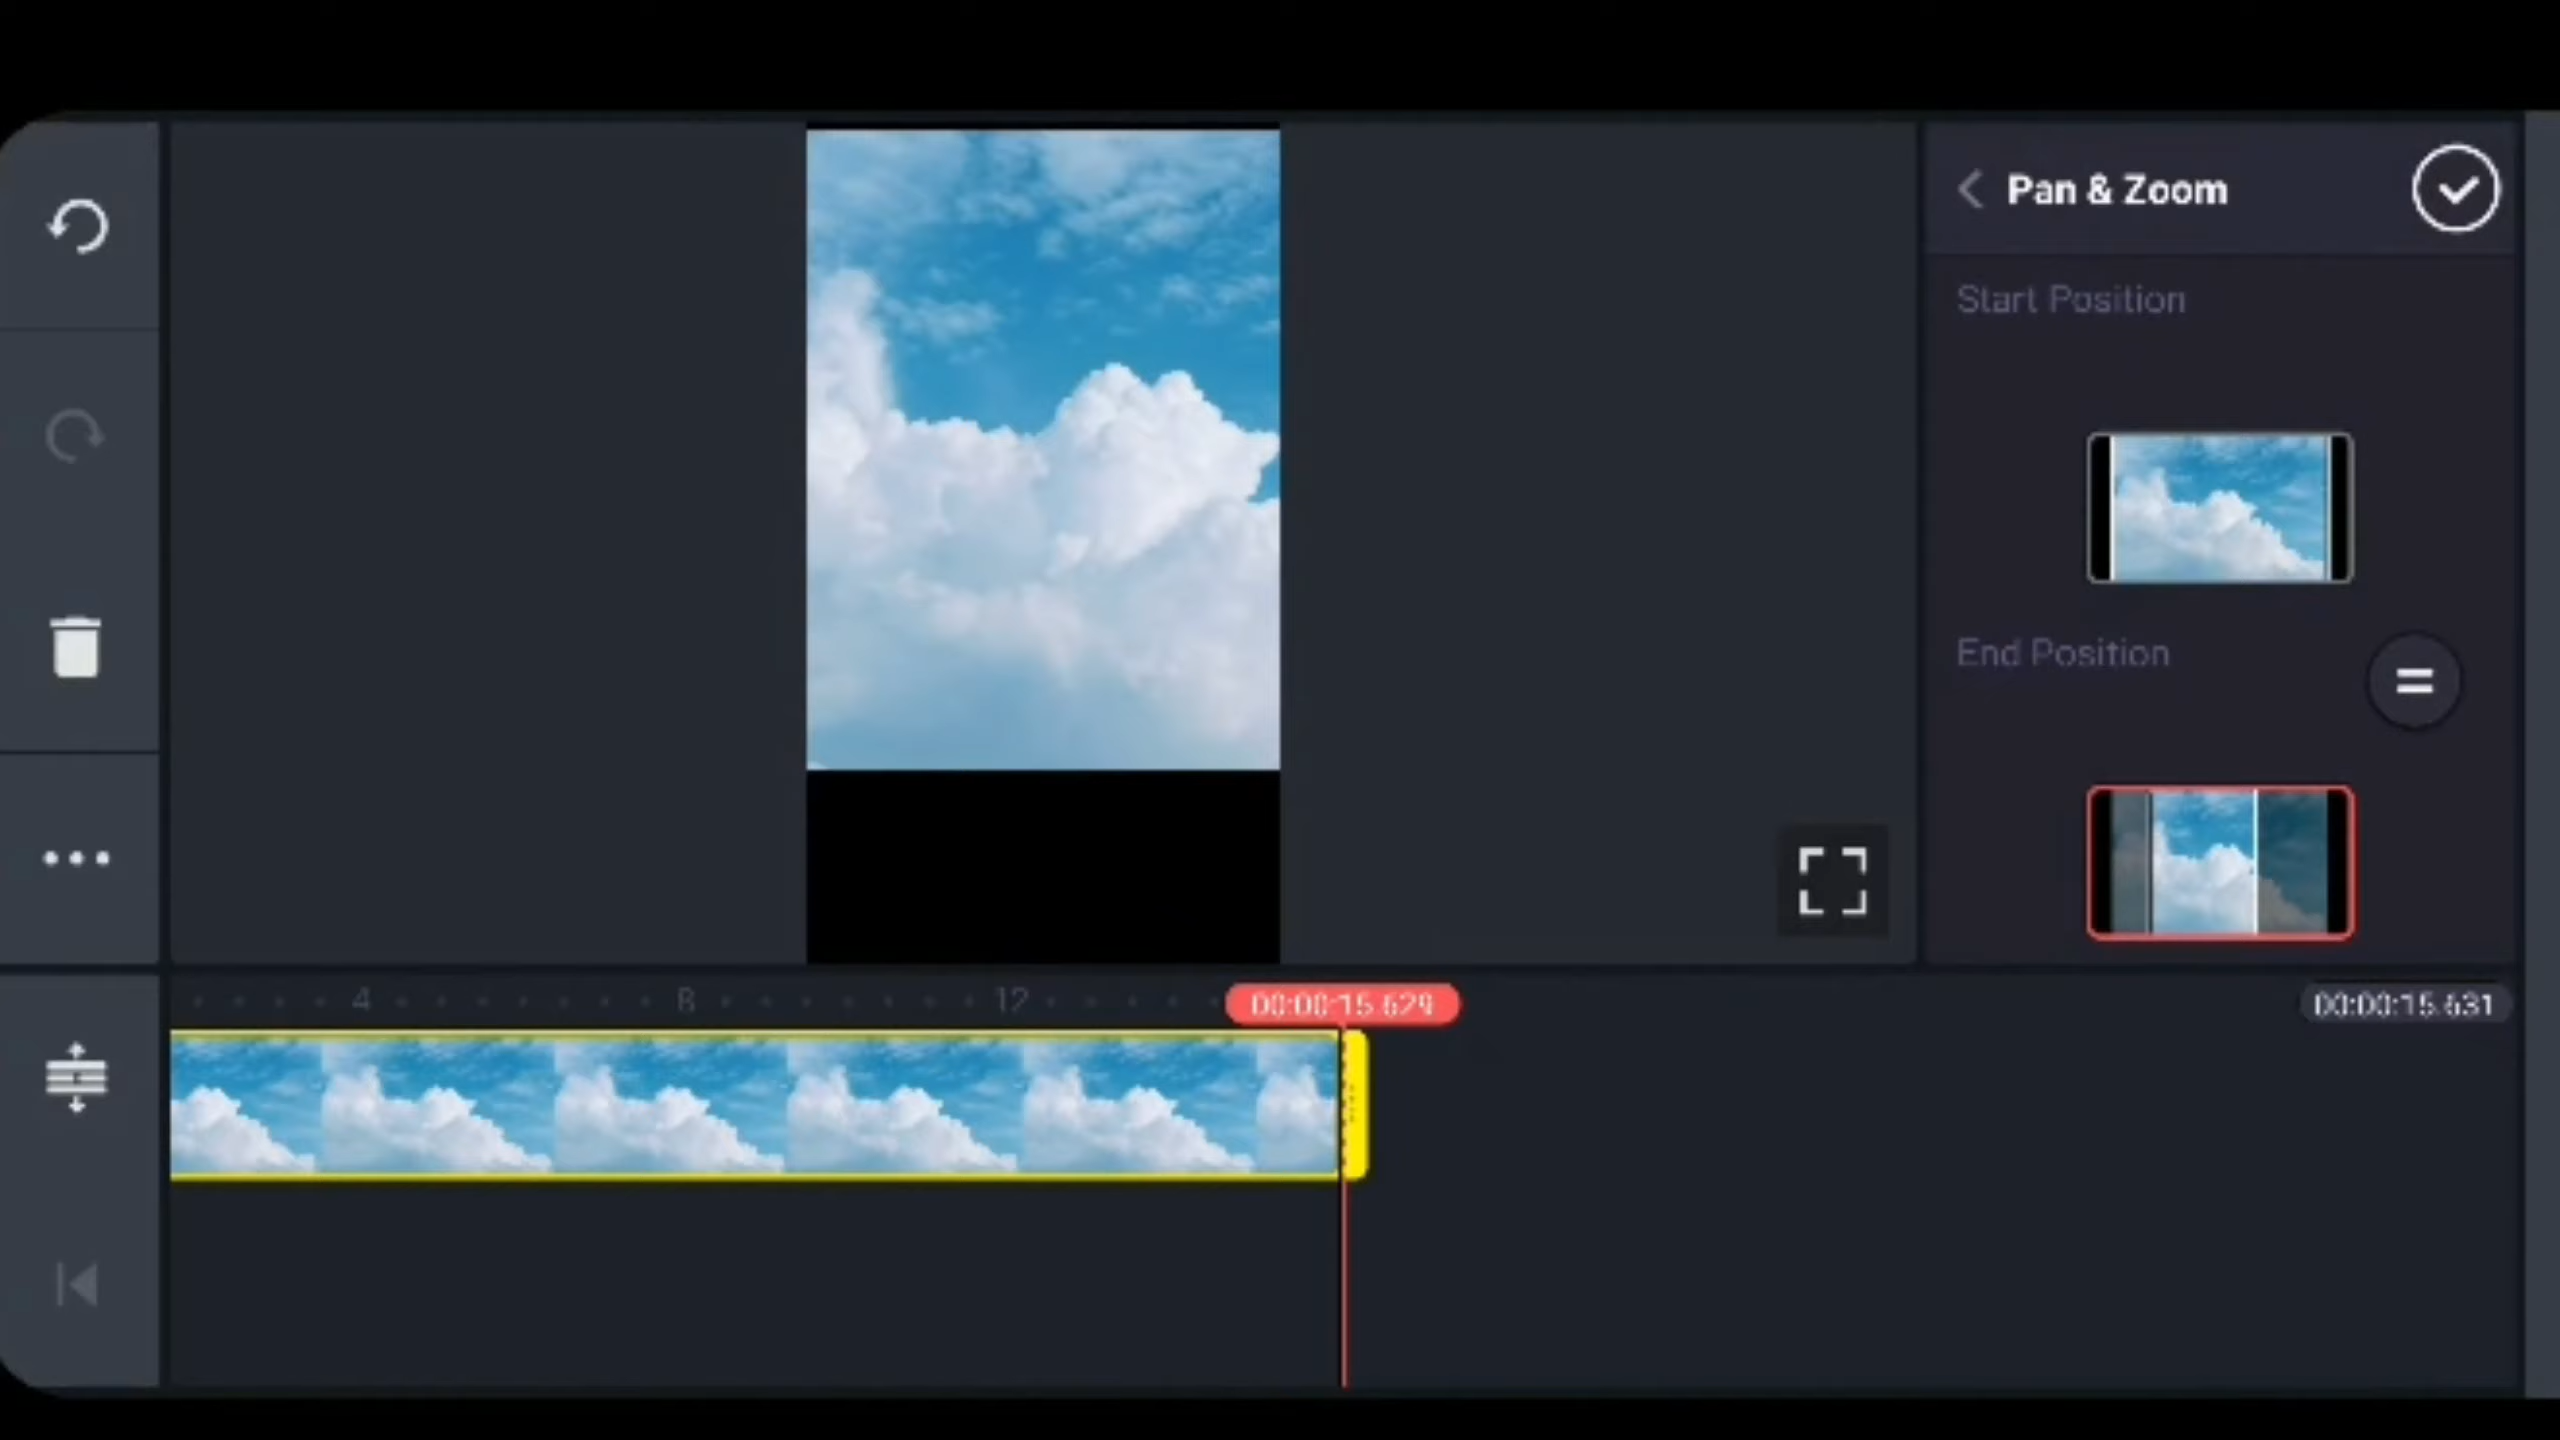 Pan & Zoom
Start Position
End Position
4 8 12
00:00:15.629
00:00:15.631